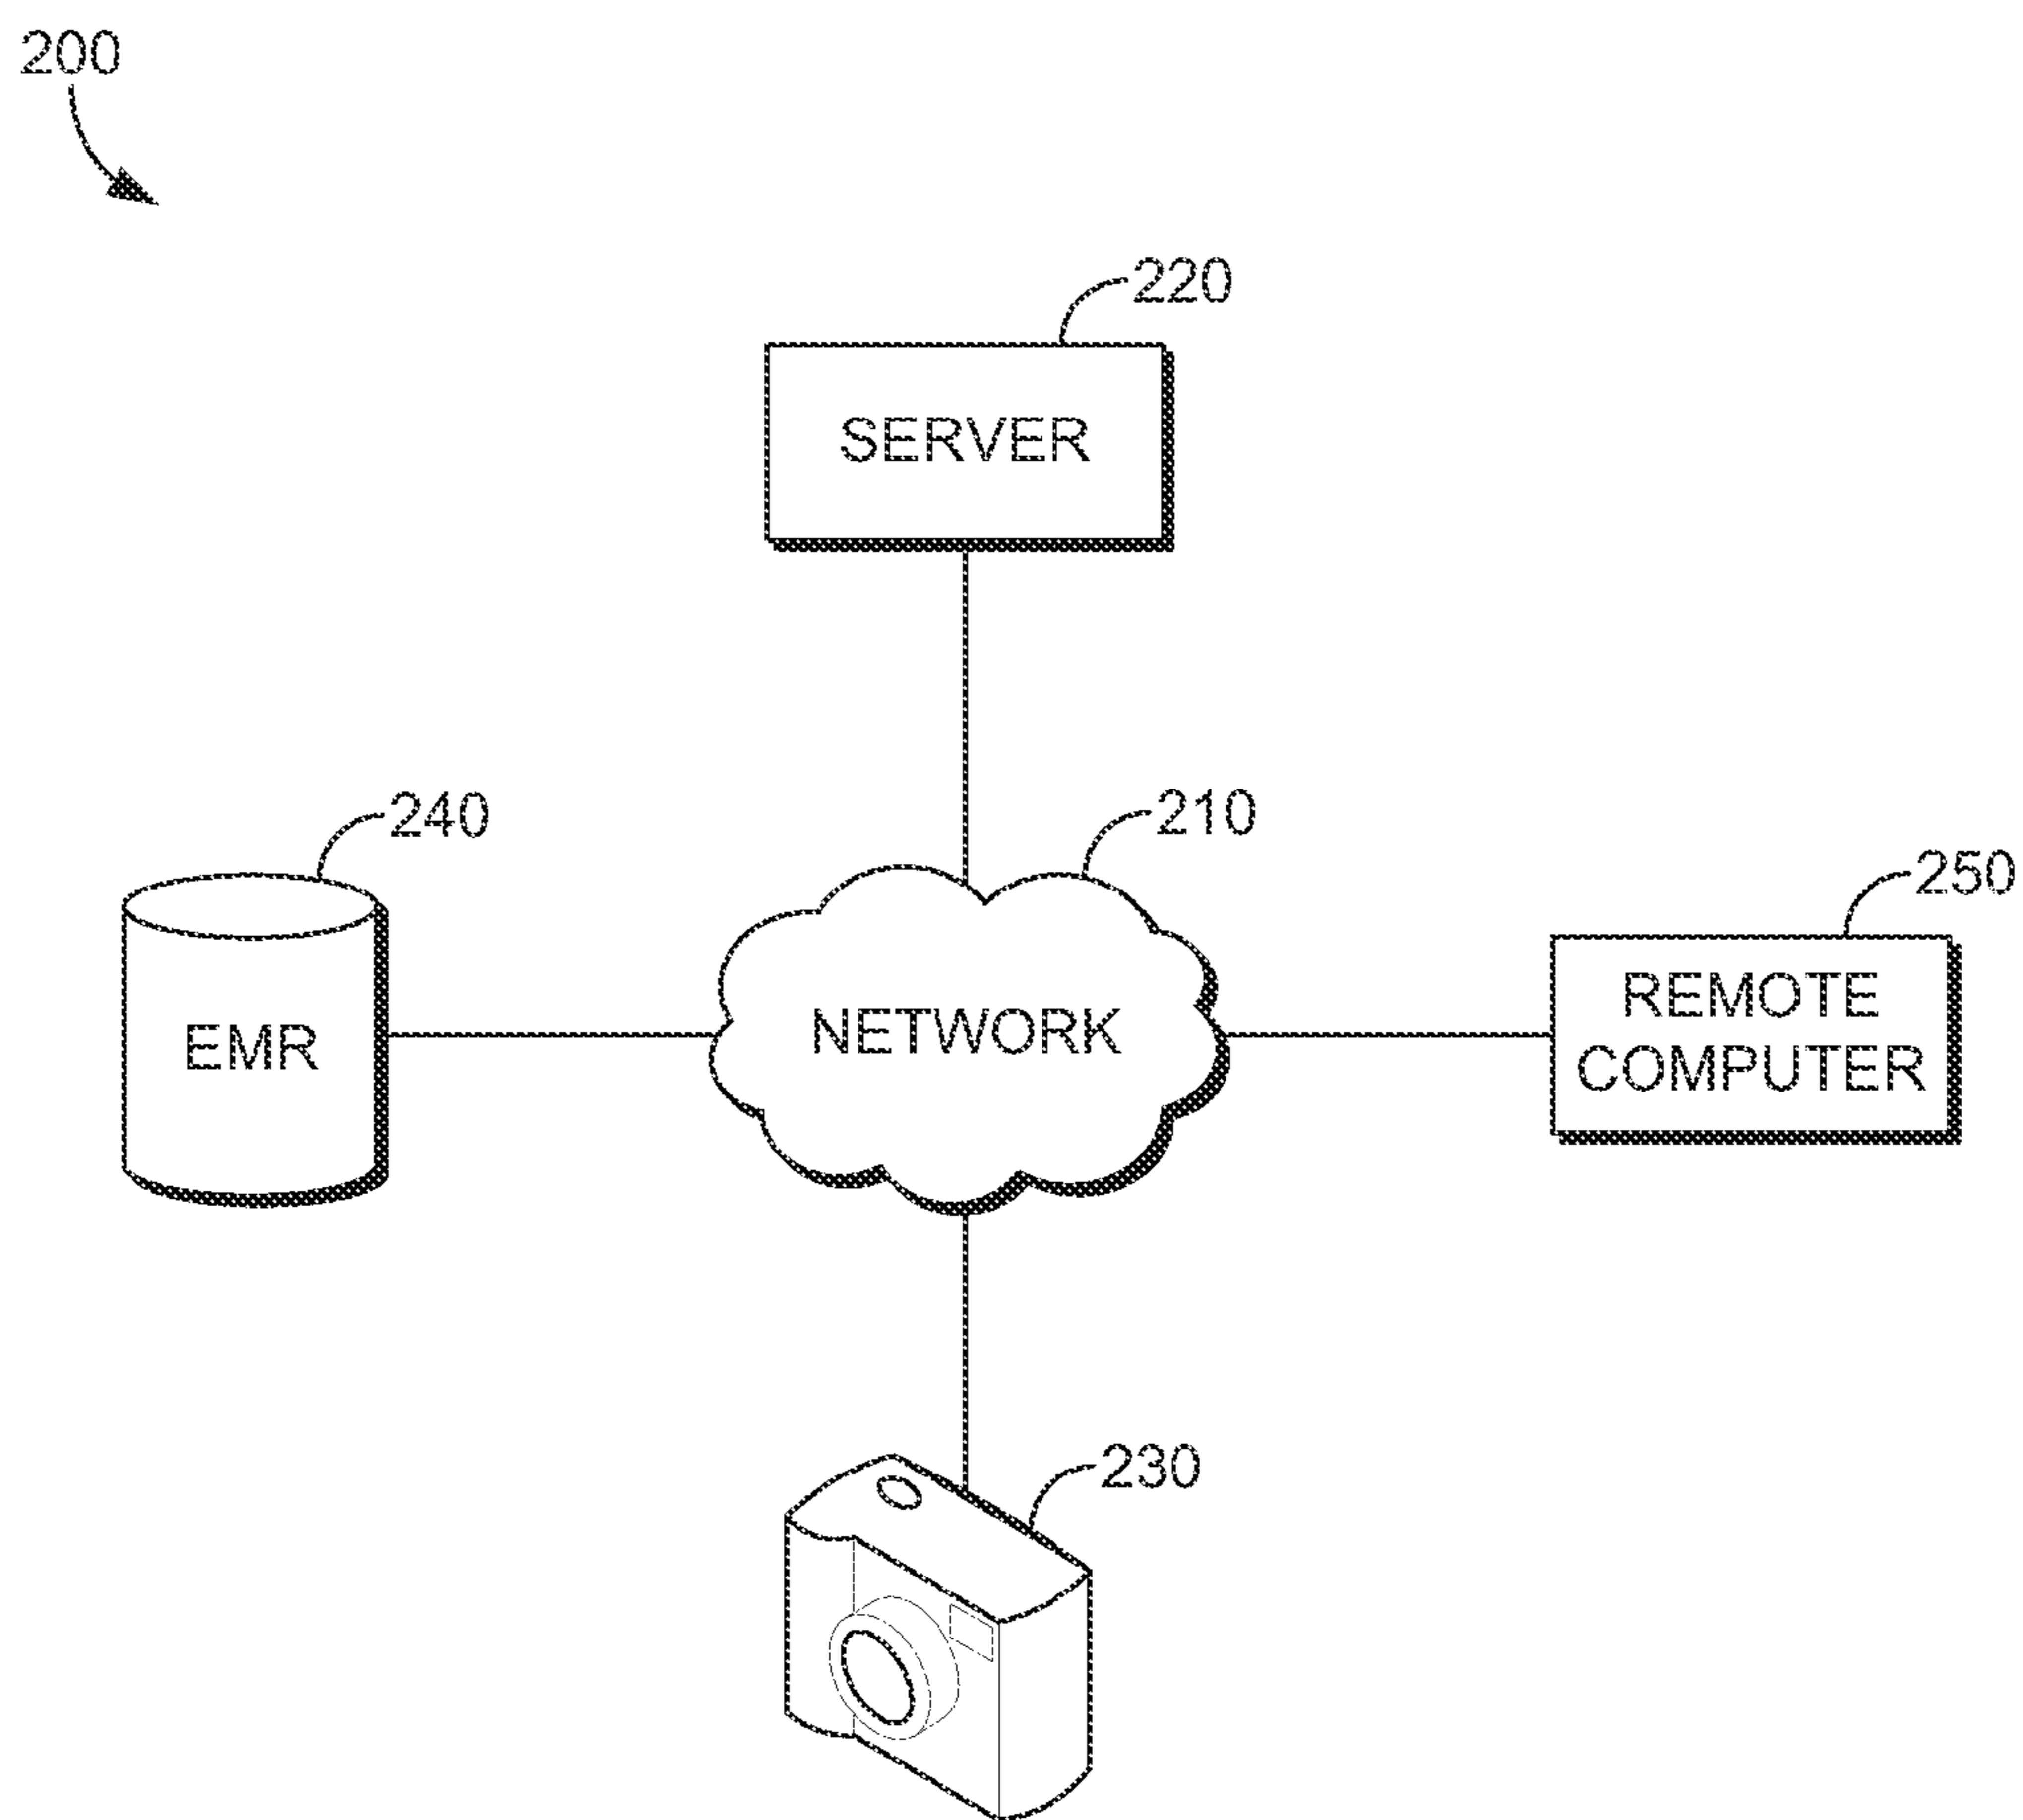 200
220
SERVER
240
210
250
EMR
NETWORK
REMOTE
COMPUTER
230